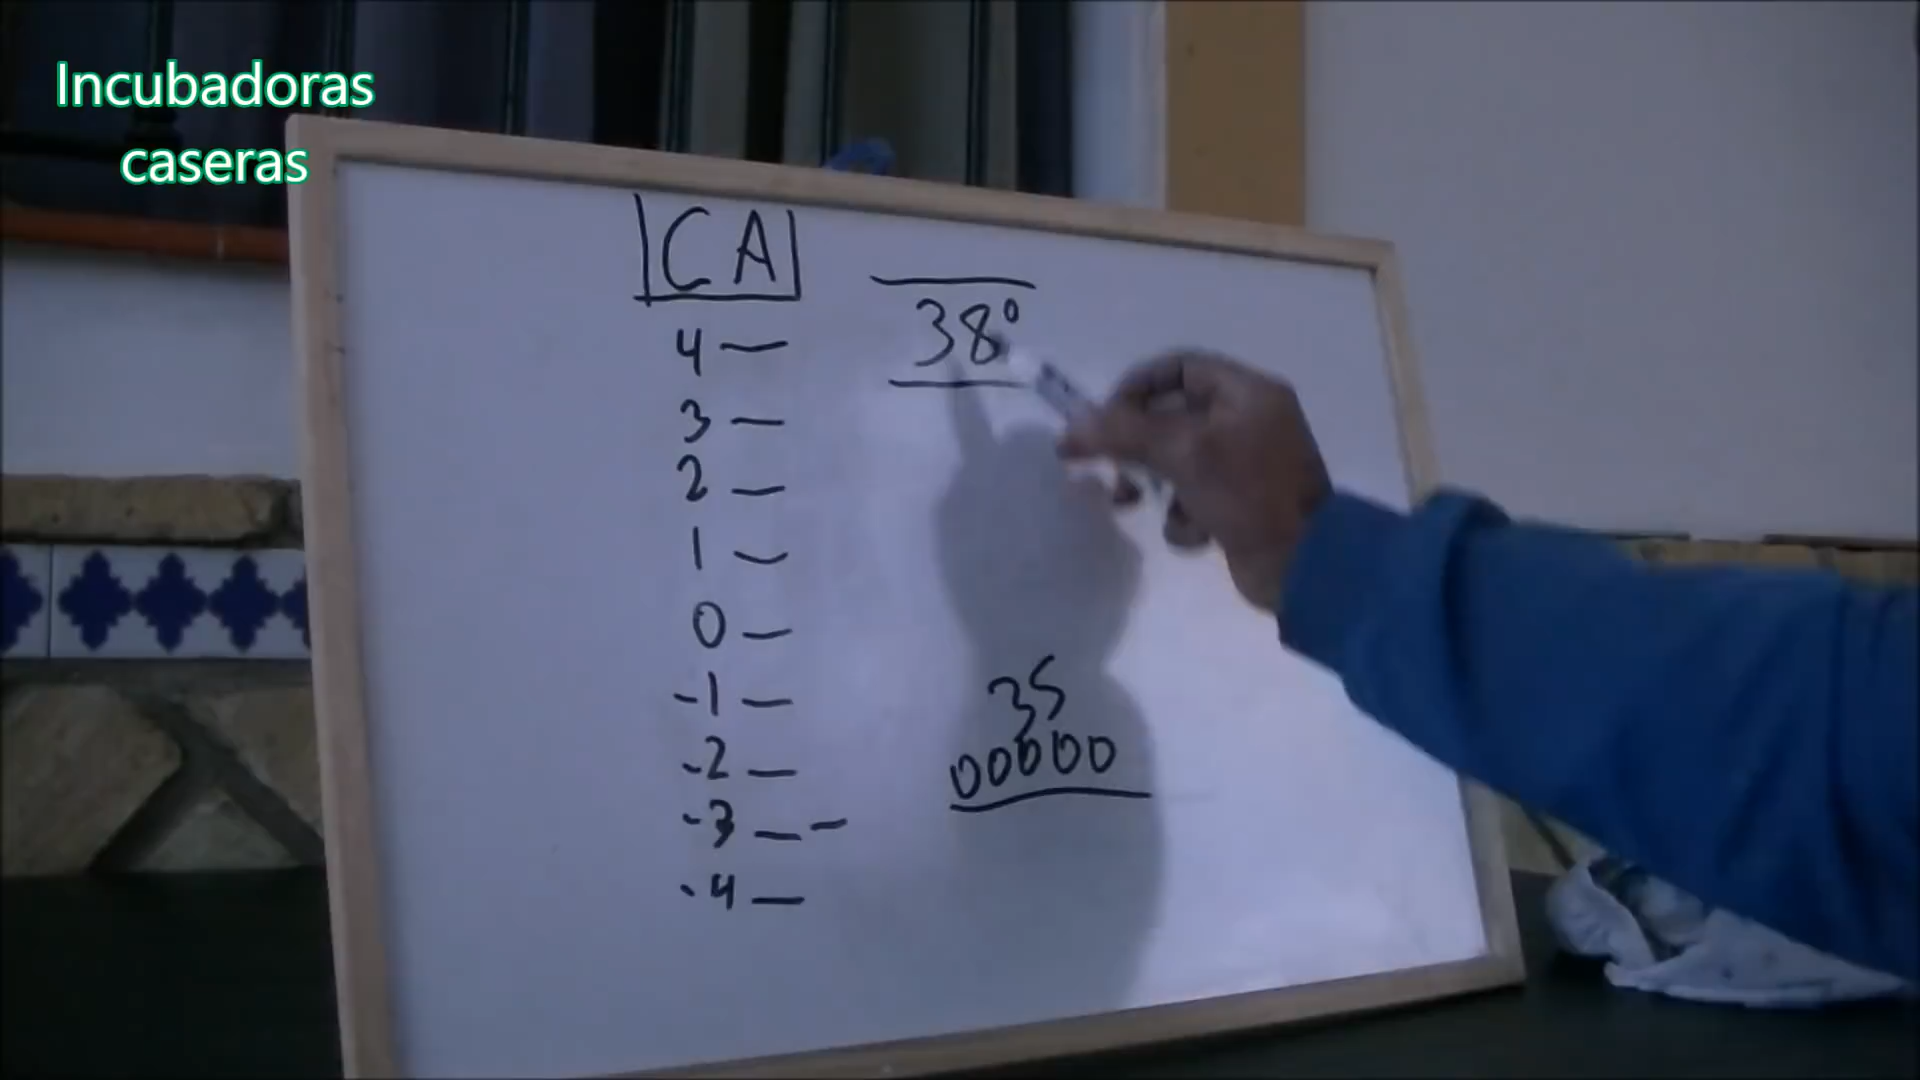 Incubadoras
caseras
CA
4 —
3 —
2 —
1 —
0 —
-1 —
-2 —
-3 — -
-4 —
38°
35
00000